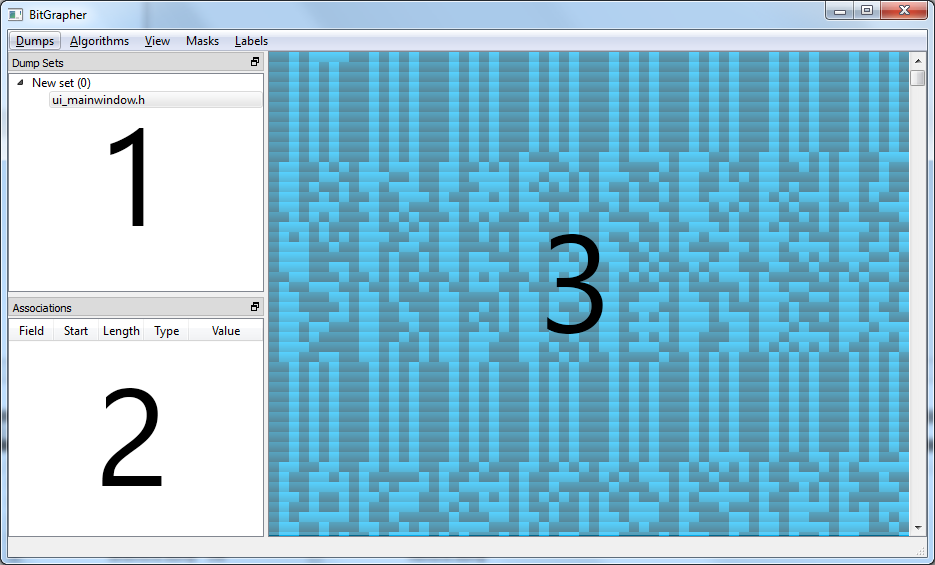 BitGrapher
Dumps Algorithms View Masks Labels
Dump Sets
New set (0)
ui_mainwindow.h
1
Associations
Field Start Length Type Value
2
3